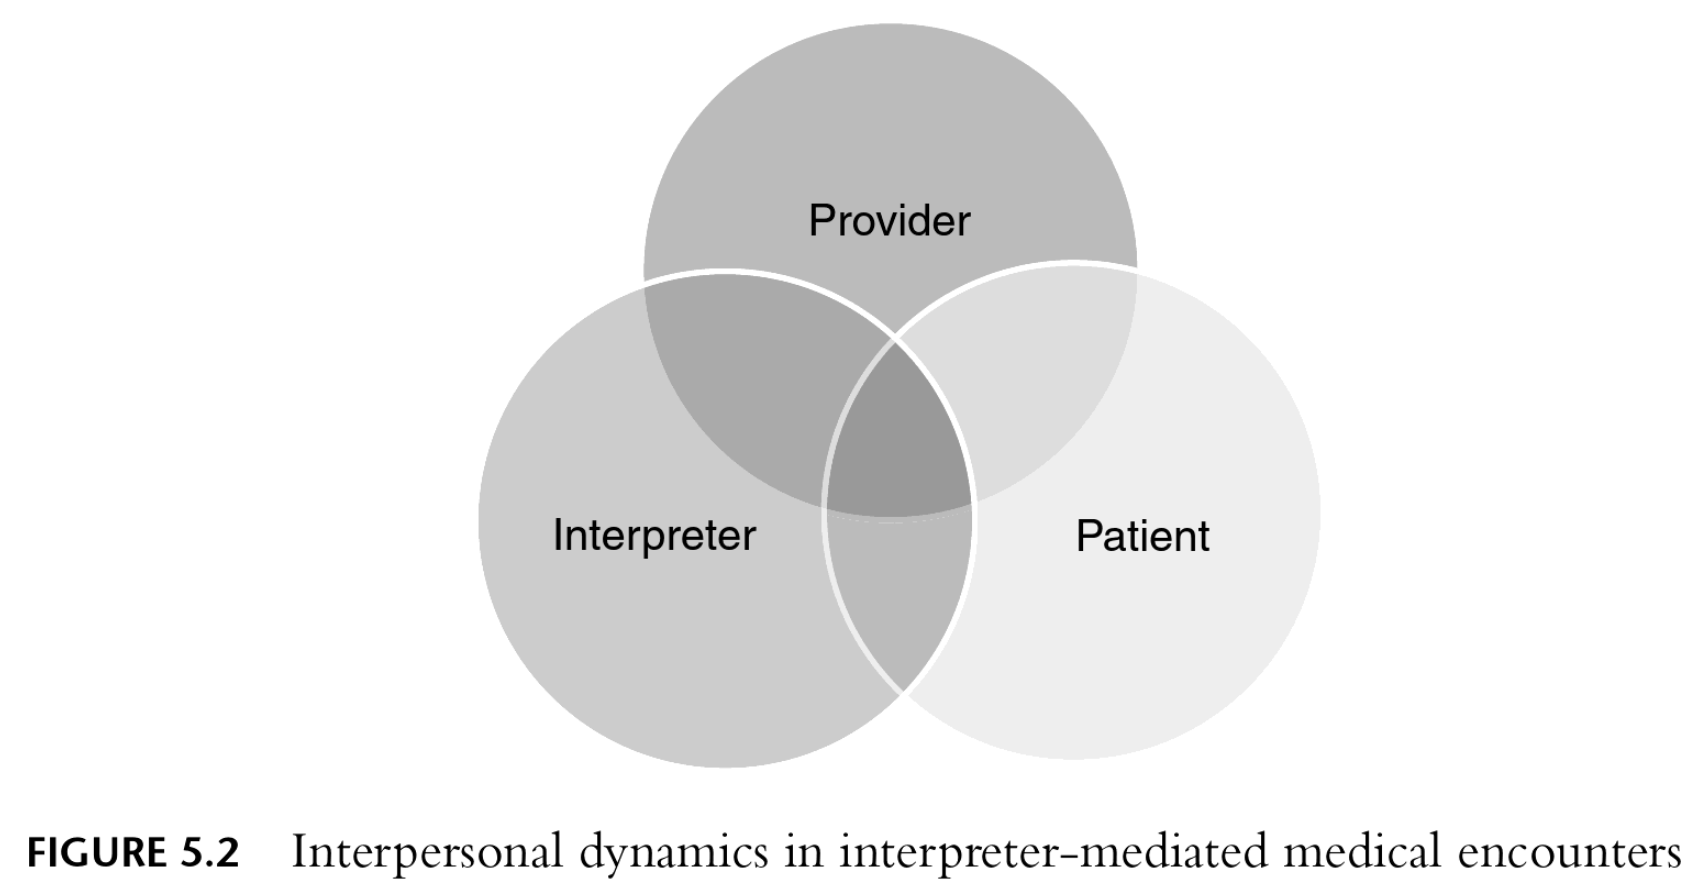 Provider
Interpreter
Patient
FIGURE 5.2 Interpersonal dynamics in interpreter-mediated medical encounters